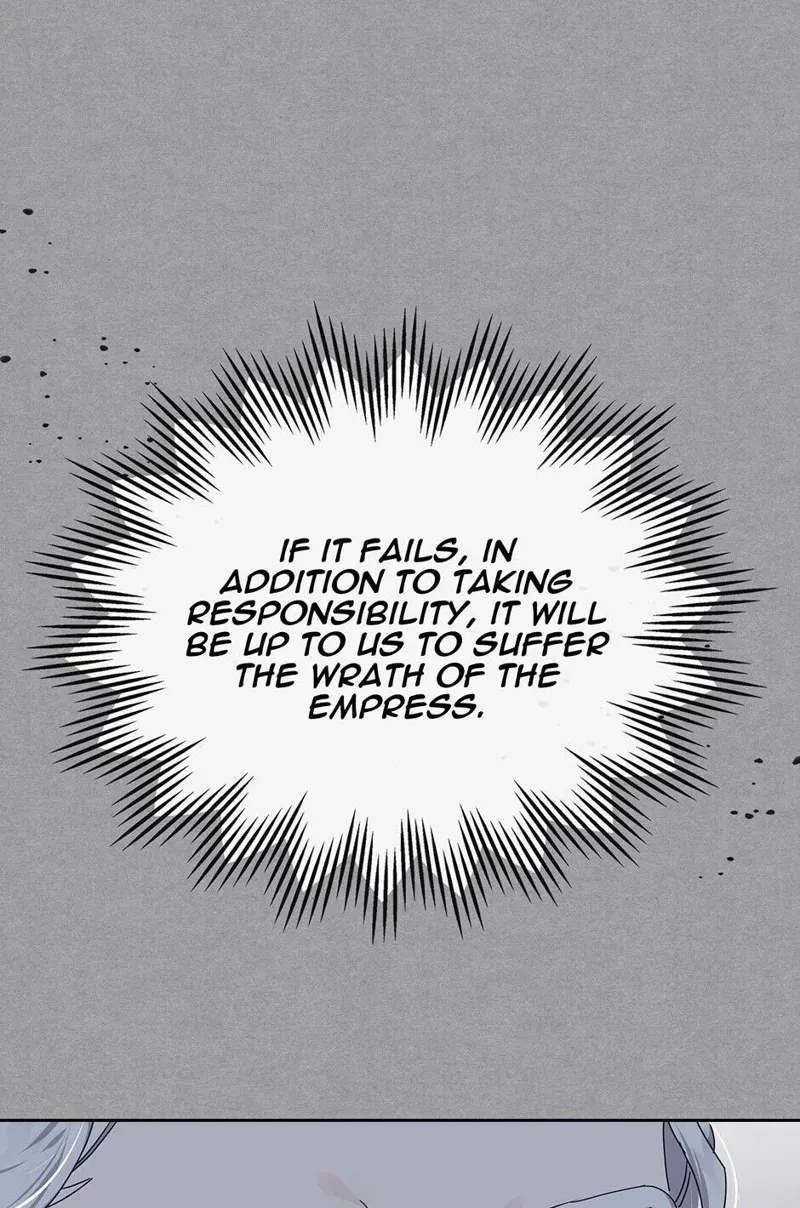 IF IT FAILS, IN
ADDITION TO TAKING
RESPONSIBILITY, IT WILL
BE UP TO US TO SUFFER
THE WRATH OF THE
EMPRESS.